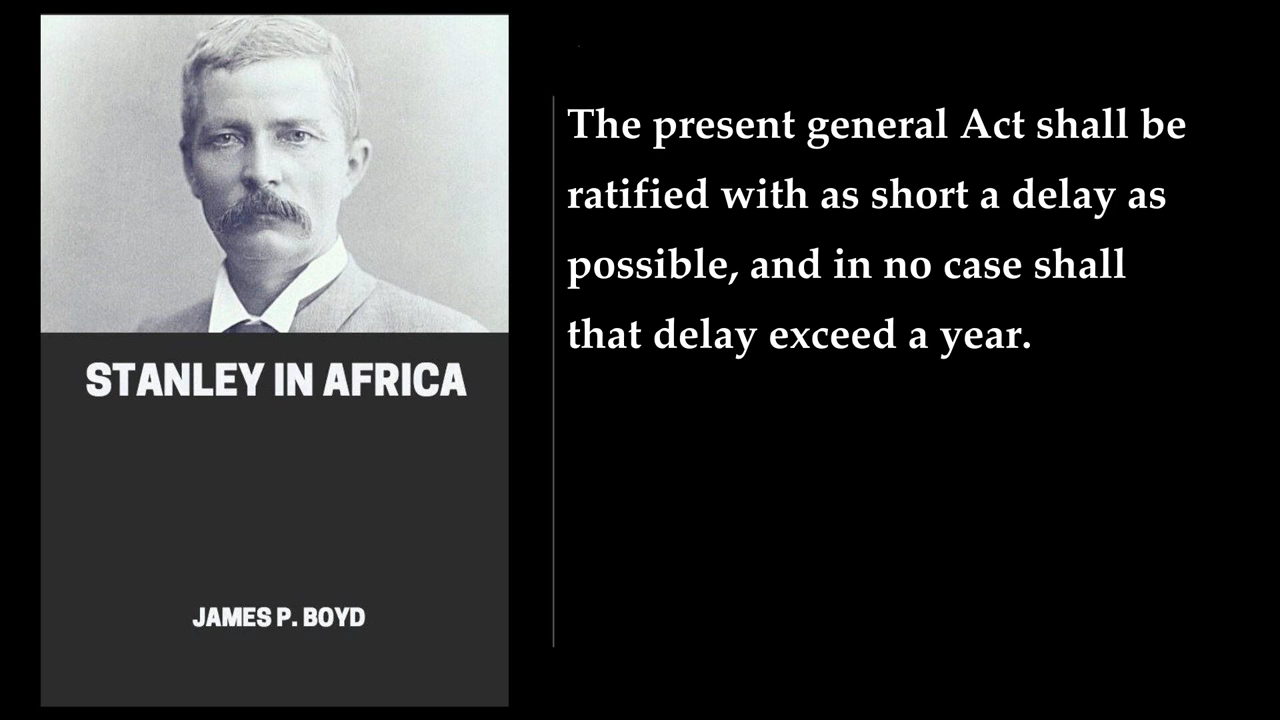 STANLEY IN AFRICA
JAMES P. BOYD
The present general Act shall be
ratified with as short a delay as
possible, and in no case shall
that delay exceed a year.